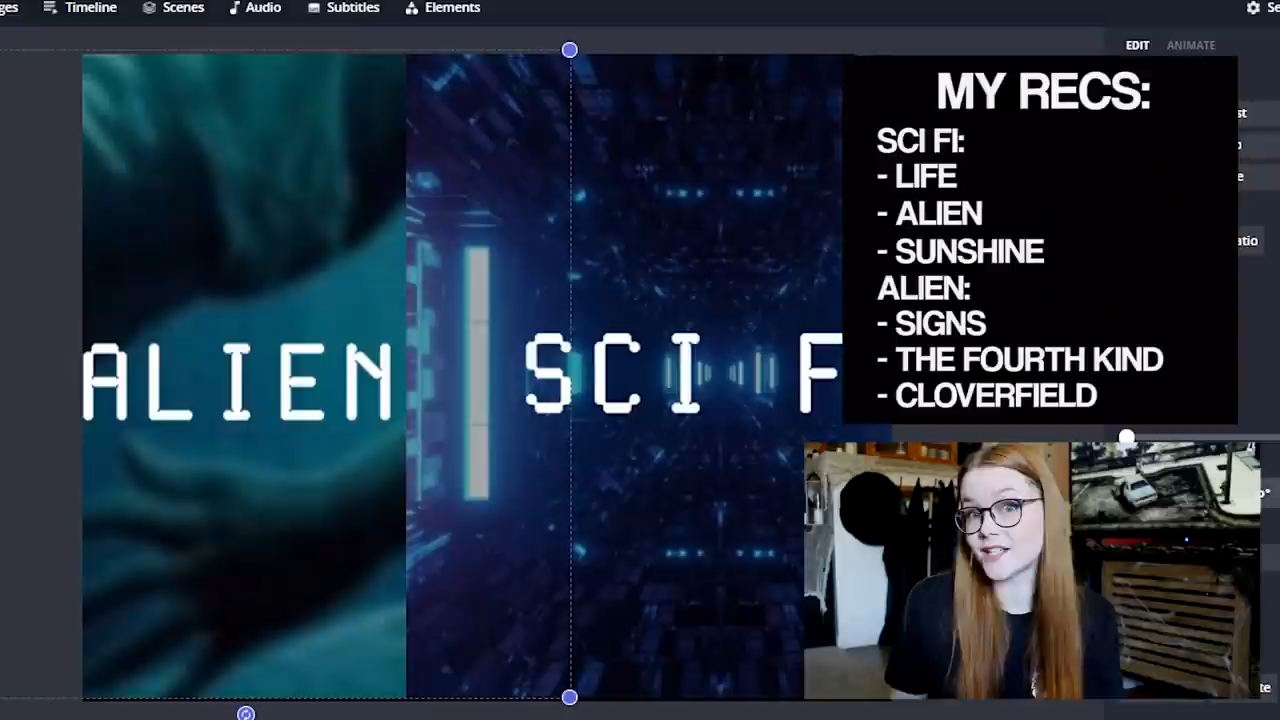 Timeline
Scenes
Audio
Subtitles
Elements
EDIT
ANIMATE
MY RECS:
SCI FI:
- LIFE
- ALIEN
- SUNSHINE
ALIEN:
- SIGNS
- THE FOURTH KIND
- CLOVERFIELD
ALIEN
SCI F